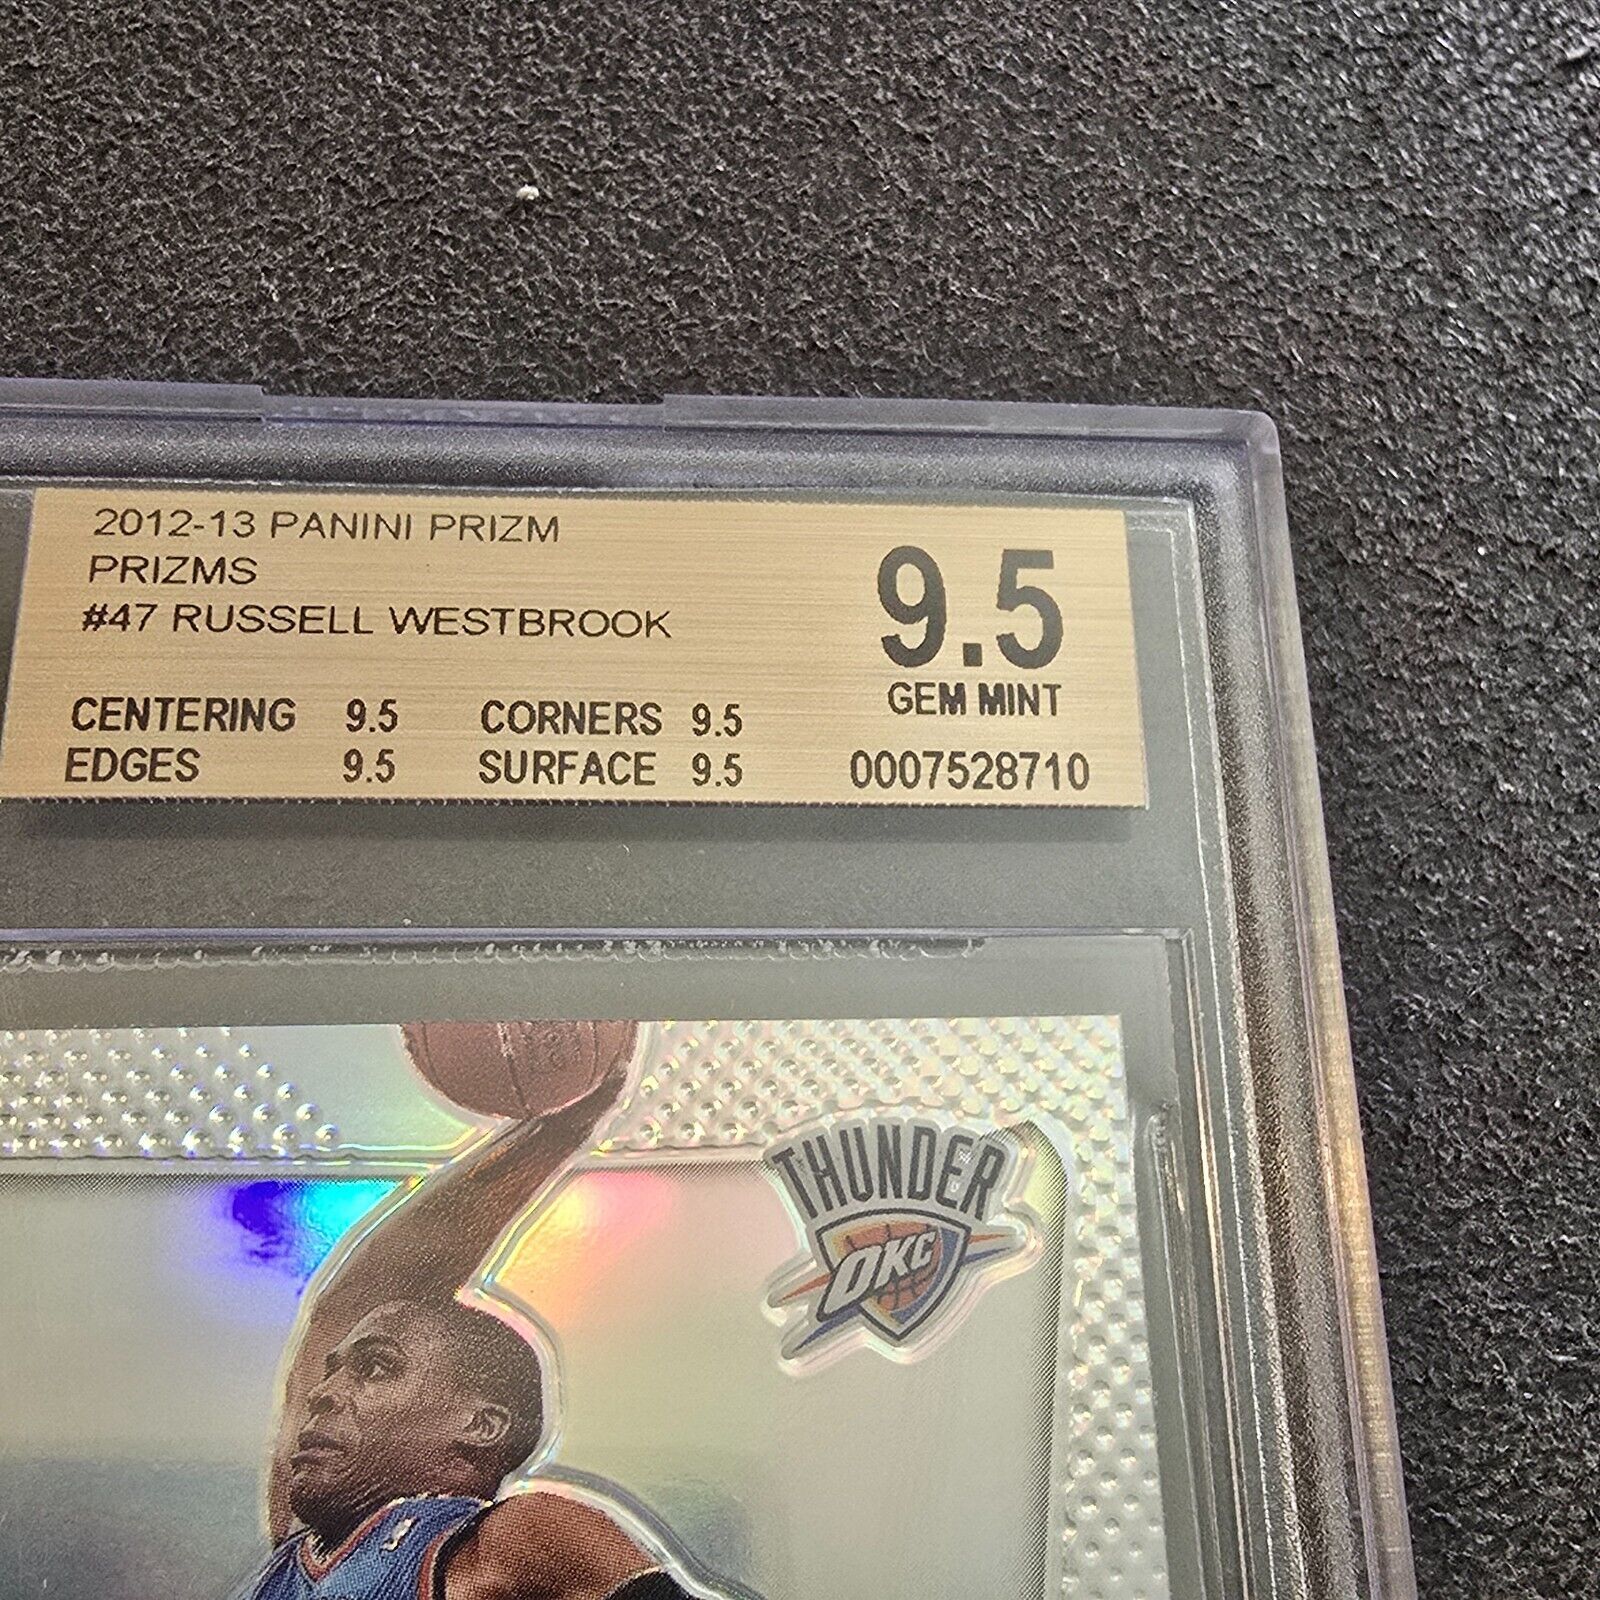 2012-13 PANINI PRIZM
PRIZMS
#47 RUSSELL WESTBROOK
9.5
GEM MINT
CENTERING 9.5 CORNERS 9.5
EDGES 9.5 SURFACE 9.5
0007528710
THUNDER
OKC